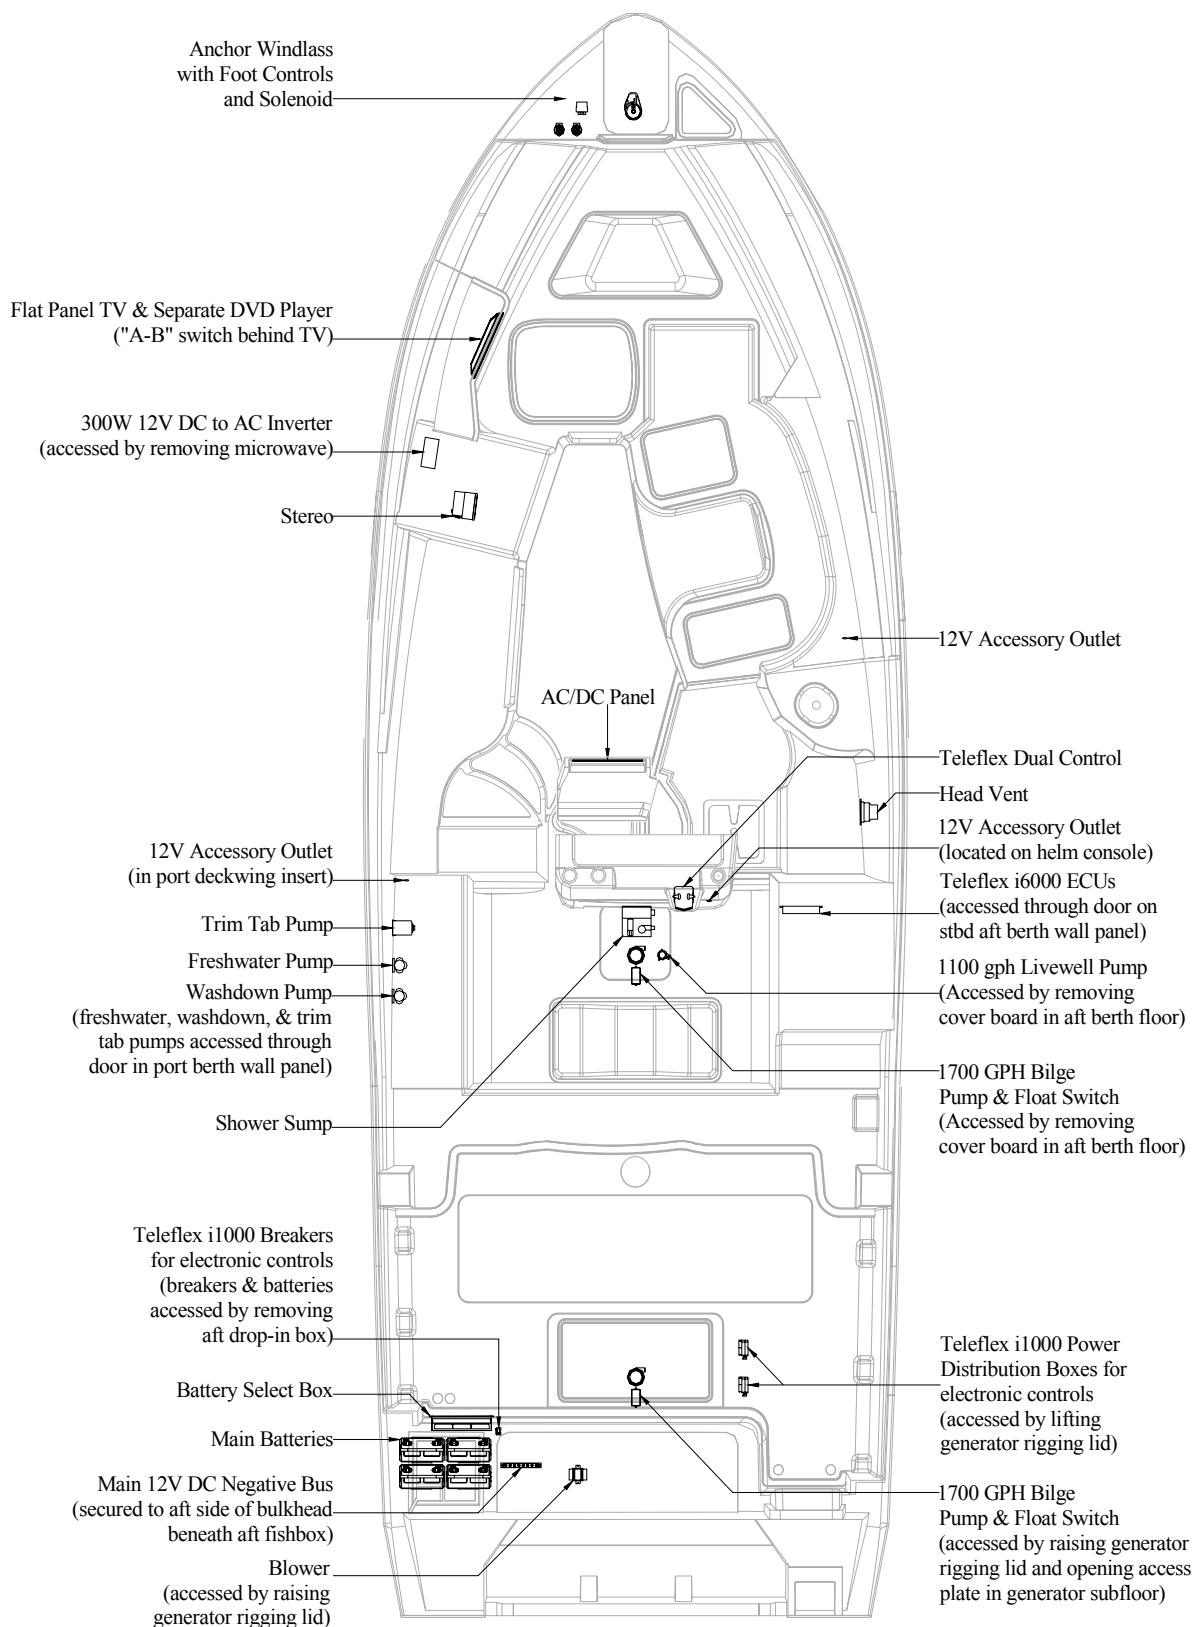 Anchor Windlass
with Foot Controls
and Solenoid
Flat Panel TV & Separate DVD Player
("A-B" switch behind TV)
300W 12V DC to AC Inverter
(accessed by removing microwave)
Stereo
12V Accessory Outlet
AC/DC Panel
Teleflex Dual Control
Head Vent
12V Accessory Outlet
(located on helm console)
12V Accessory Outlet
(in port deckwing insert)
Teleflex i6000 ECUs
(accessed through door on
stbd aft berth wall panel)
Trim Tab Pump
Freshwater Pump
Washdown Pump
(freshwater, washdown, & trim
tab pumps accessed through
door in port berth wall panel)
1100 gph Livewell Pump
(Accessed by removing
cover board in aft berth floor)
1700 GPH Bilge
Pump & Float Switch
(Accessed by removing
cover board in aft berth floor)
Shower Sump
Teleflex i1000 Breakers
for electronic controls
(breakers & batteries
accessed by removing
aft drop-in box)
Teleflex i1000 Power
Distribution Boxes for
electronic controls
(accessed by lifting
generator rigging lid)
Battery Select Box
Main Batteries
Main 12V DC Negative Bus
(secured to aft side of bulkhead
beneath aft fishbox)
1700 GPH Bilge
Pump & Float Switch
(accessed by raising generator
rigging lid and opening access
plate in generator subfloor)
Blower
(accessed by raising
generator rigging lid)